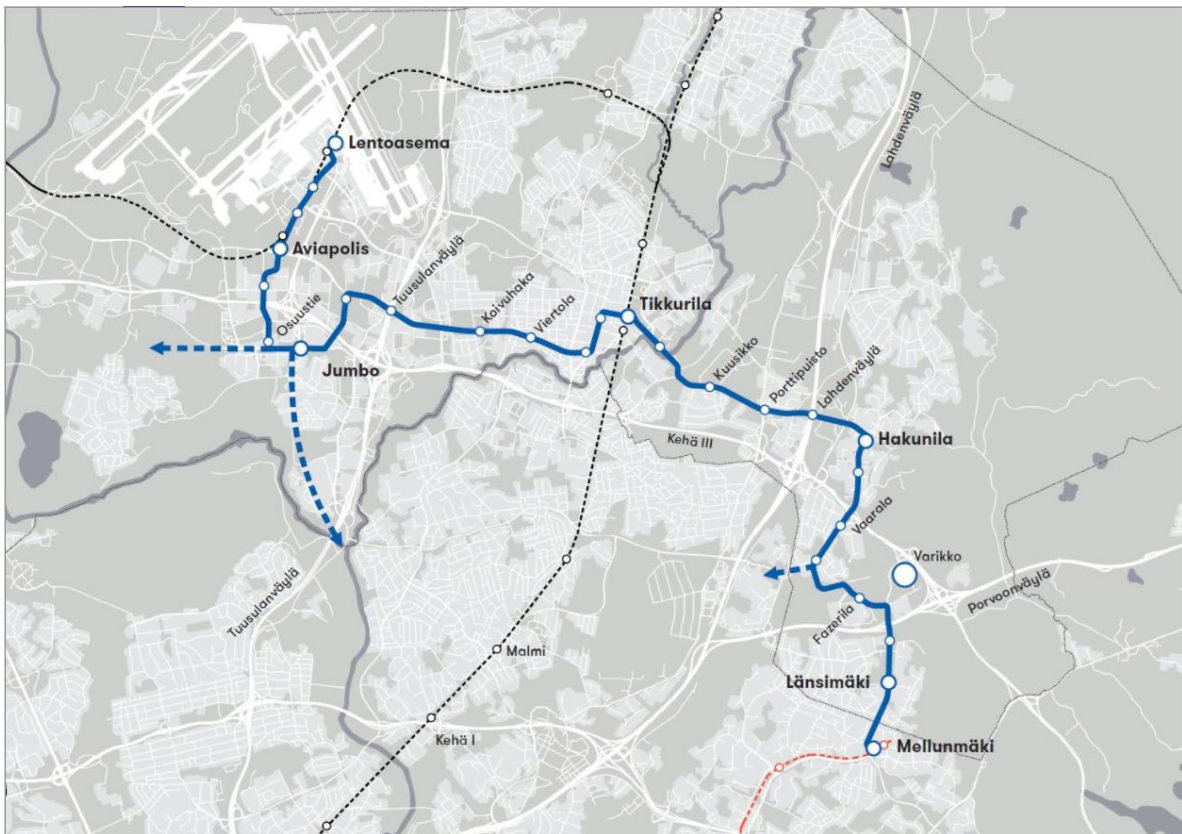 Lahdenväylä
Lentoasema
Aviapolis
Tuusulanväylä
Koivuhaka
Viertola
Tikkurila
Osuustie
Jumbo
Kuusikko
Porttipuisto
Lahdenväylä
Hakunila
Kehä III
Vaarala
Varikko
Porvoonväylä
Fazerila
Tuusulanväylä
Malmi
Länsimäki
Kehä I
Mellunmäki